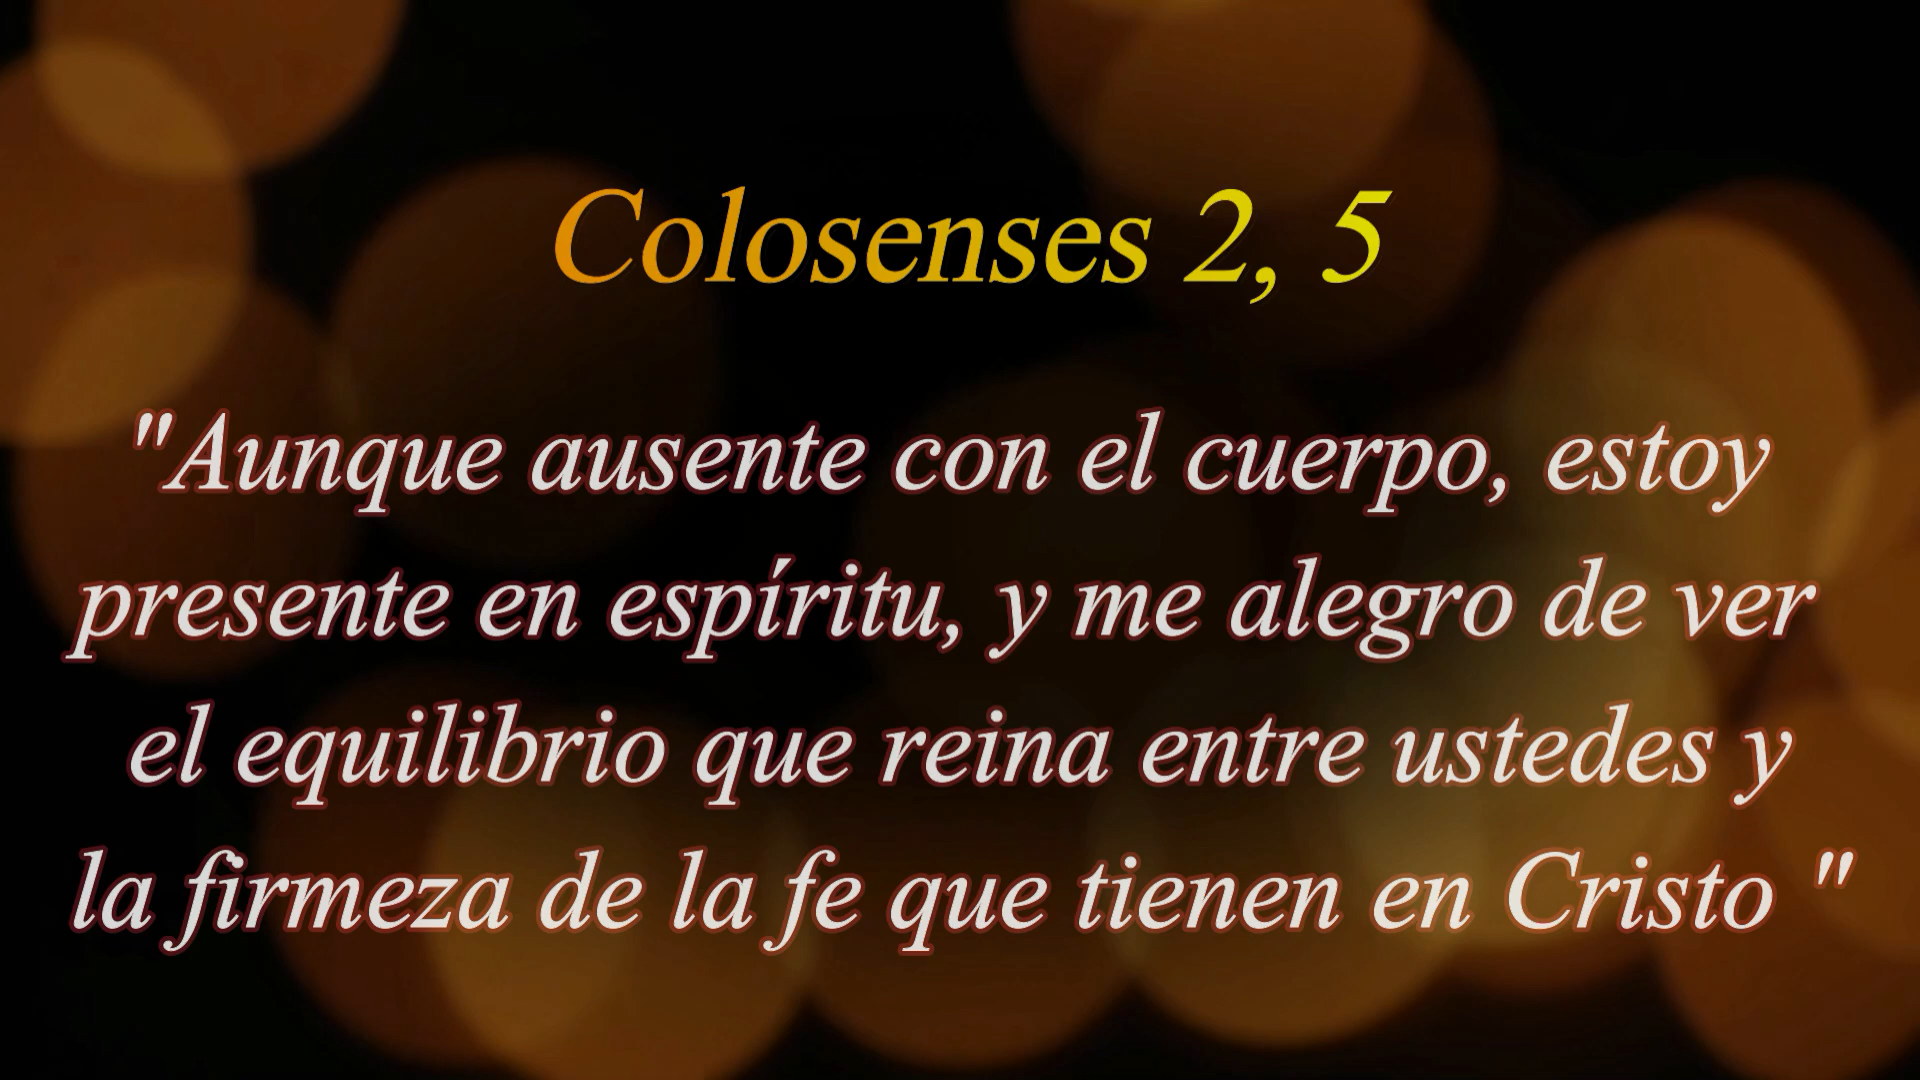 Colosenses 2, 5
"Aunque ausente con el cuerpo, estoy
presente en espíritu, y me alegro de ver
el equilibrio que reina entre ustedes y
la firmeza de la fe que tienen en Cristo "